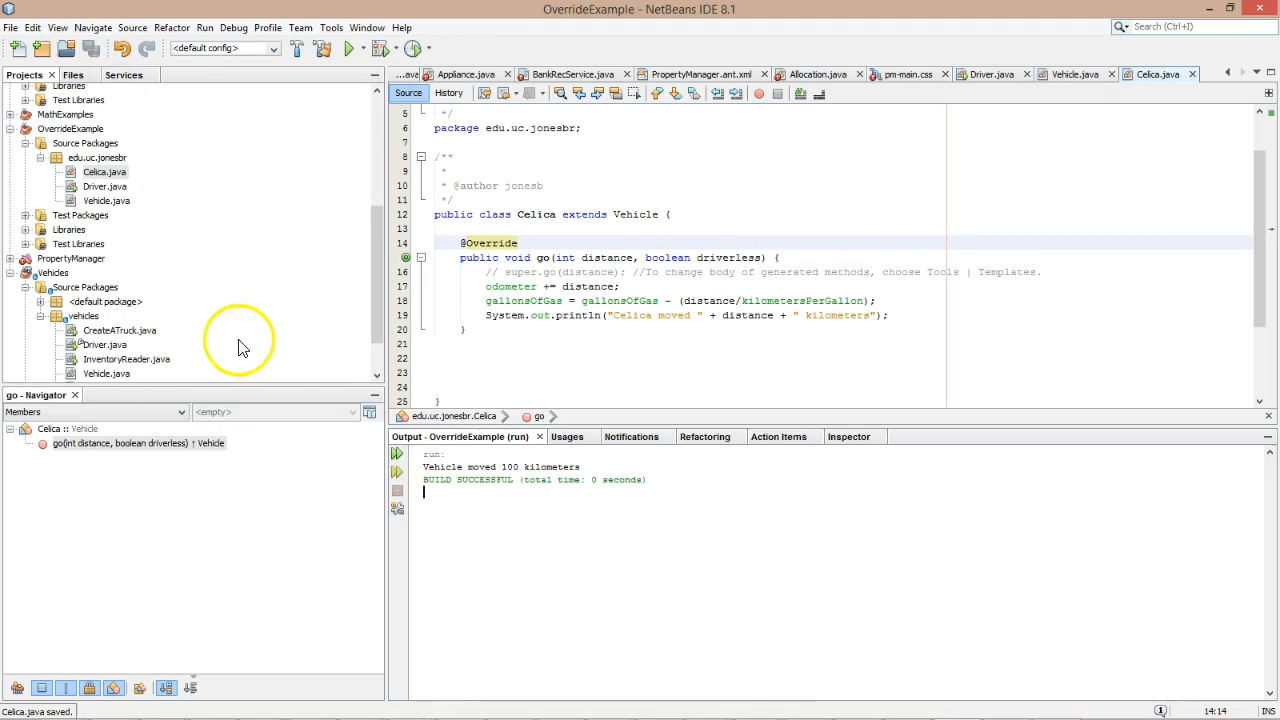 OverrideExample - NetBeans IDE 8.1
File Edit View Navigate Source Refactor Run Debug Profile Team Tools Window Help
Search (Ctrl+I)
<default config>
Projects Files Services
...ava Appliance.java BankRecService.java PropertyManager.ant.xml Allocation.java pm-main.css Driver.java Vehicle.java Celica.java
Source History
Libraries
Test Libraries
MathExamples
OverrideExample
Source Packages
edu.uc.jonesbr
Celica.java
Driver.java
Vehicle.java
Test Packages
Libraries
Test Libraries
PropertyManager
Vehicles
Source Packages
<default package>
vehicles
CreateATruck.java
Driver.java
InventoryReader.java
Vehicle.java
5 */
6 package edu.uc.jonesbr;
7
8 /**
9 *
10 * @author jonesb
11 */
12 public class Celica extends Vehicle {
13
14 @Override
public void go(int distance, boolean driverless) {
16 // super.go(distance); //To change body of generated methods, choose Tools | Templates.
17 odometer += distance;
18 gallonsOfGas = gallonsOfGas - (distance/kilometersPerGallon);
19 System.out.println("Celica moved " + distance + " kilometers");
20 }
21
22
23
24
25 }
edu.uc.jonesbr.Celica go
go - Navigator
Members <empty>
Celica :: Vehicle
go(int distance, boolean driverless) ↑ Vehicle
Output - OverrideExample (run) Usages Notifications Refactoring Action Items Inspector
run:
Vehicle moved 100 kilometers
BUILD SUCCESSFUL (total time: 0 seconds)
Celica.java saved.
1 14:14 INS